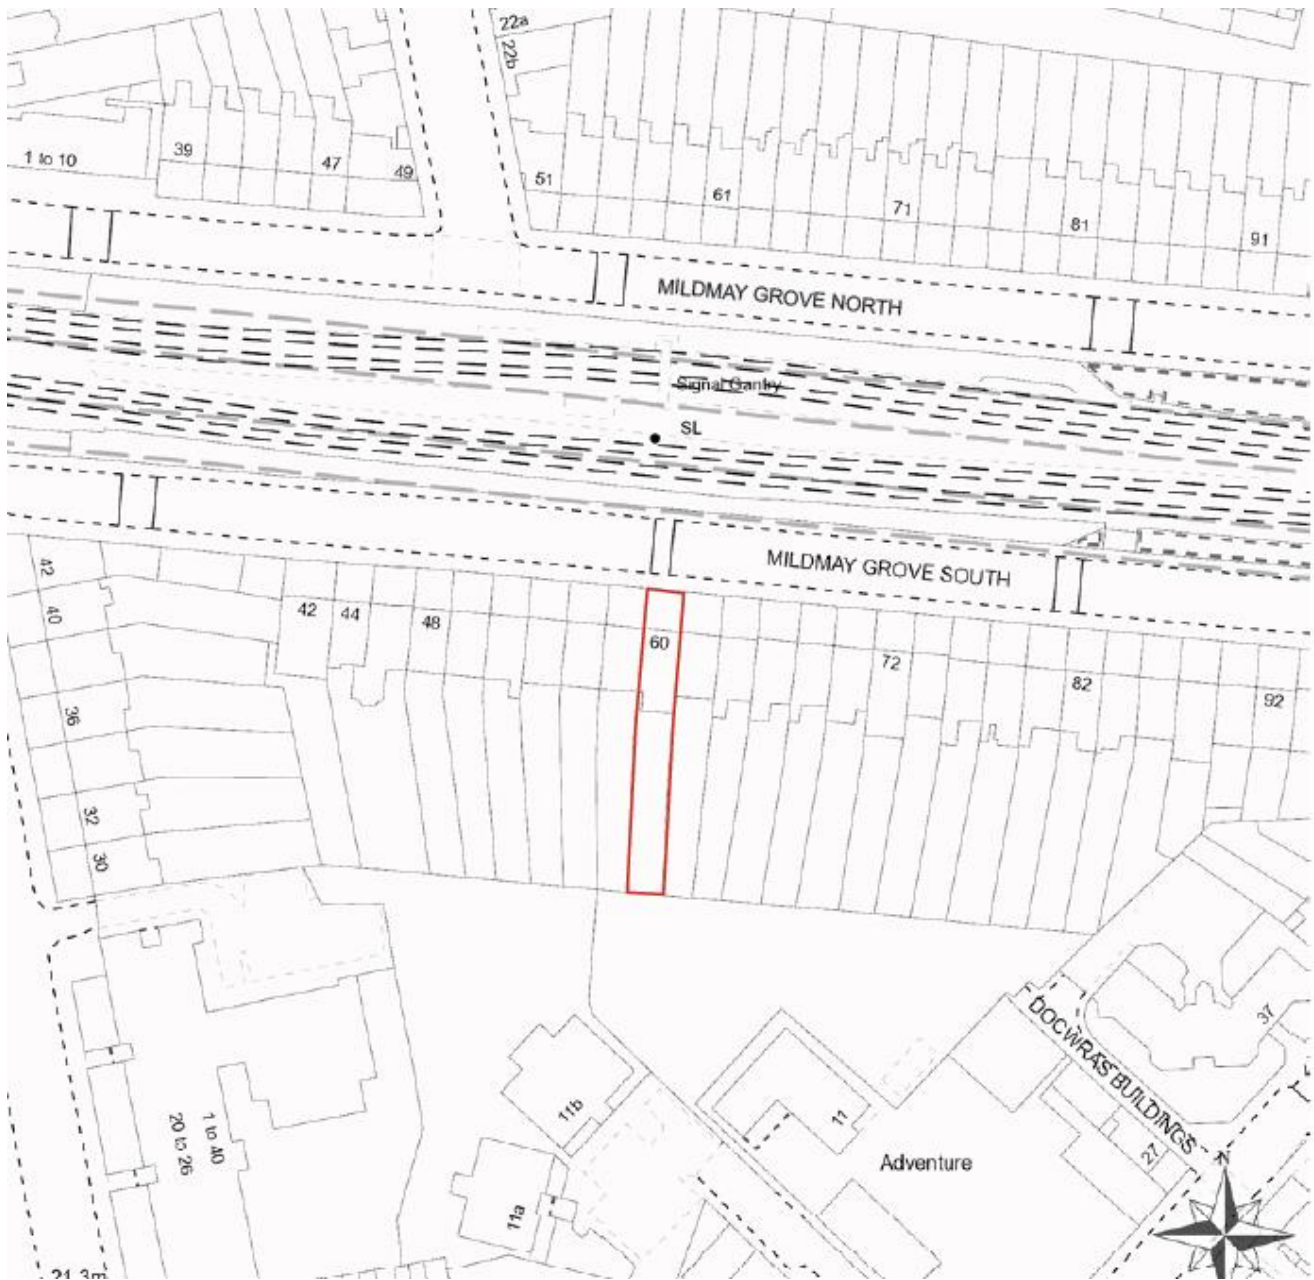 22a
22b
1 to 10
39
47
49
51
61
71
81
91
MILDMAY GROVE NORTH
Signal Gantry
SL
MILDMAY GROVE SOUTH
42
40
36
32
30
42
44
48
60
72
82
92
DOCWRAS BUILDINGS
37
27
11b
11
11a
Adventure
1 to 40
20 to 26
21.3m
N